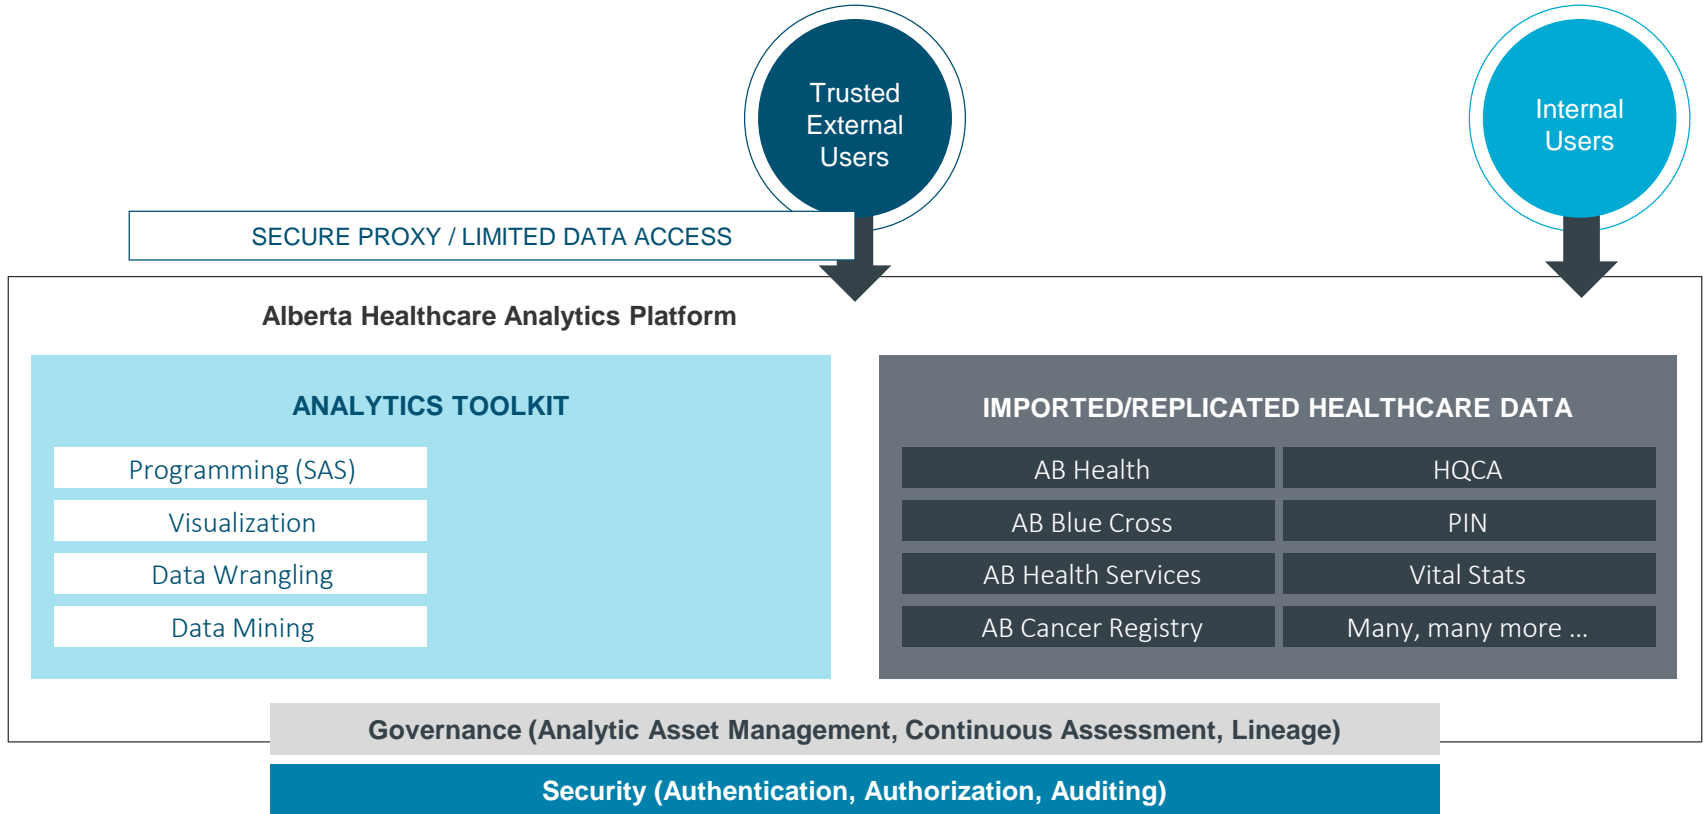 Trusted
External
Users
Internal
Users
SECURE PROXY / LIMITED DATA ACCESS
Alberta Healthcare Analytics Platform
ANALYTICS TOOLKIT
Programming (SAS)
Visualization
Data Wrangling
Data Mining
IMPORTED/REPLICATED HEALTHCARE DATA
AB Health
HQCA
AB Blue Cross
PIN
AB Health Services
Vital Stats
AB Cancer Registry
Many, many more ...
Governance (Analytic Asset Management, Continuous Assessment, Lineage)
Security (Authentication, Authorization, Auditing)